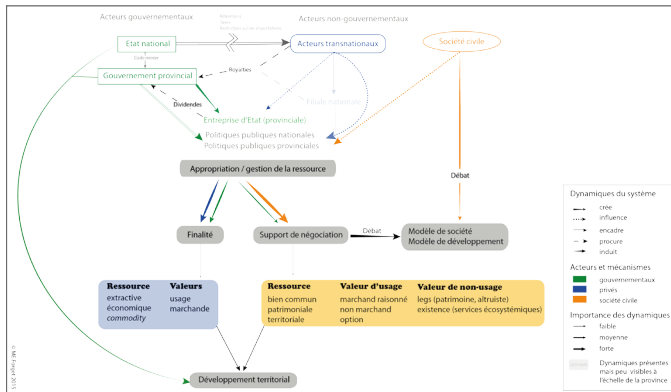 Acteurs gouvernementaux
Acteurs non-gouvernementaux
Etat national
Acteurs transnationaux
Société civile
Gouvernement provincial
Royalties
Dividendes
Filiale nationale
Entreprise d'Etat (provinciale)
Politiques publiques nationales
Politiques publiques provinciales
Appropriation / gestion de la ressource
Débat
Finalité
Support de négociation
Débat
Modèle de société
Modèle de développement
Ressource
extractive
économique
commodity
Valeurs
usage
marchande
Ressource
bien commun
patrimoniale
territoriale
Valeur d'usage
marchand raisonné
non marchand
option
Valeur de non-usage
legs (patrimoine, altruiste)
existence (services écosystémiques)
Développement territorial
Dynamiques du système
crée
influence
encadre
procure
induit
Acteurs et mécanismes
gouvernementaux
privés
société civile
Importance des dynamiques
faible
moyenne
forte
Dynamiques présentes
mais peu visibles à
l'échelle de la province